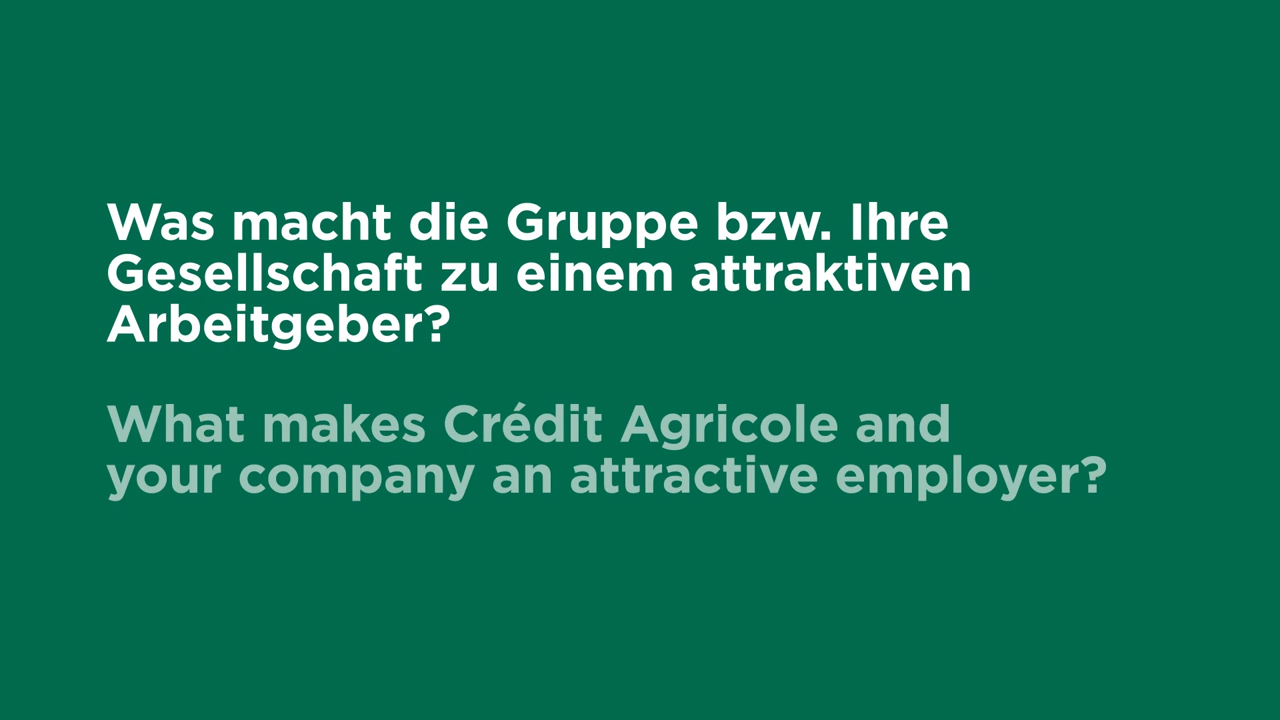 Was macht die Gruppe bzw. Ihre
Gesellschaft zu einem attraktiven
Arbeitgeber?
What makes Crédit Agricole and
your company an attractive employer?